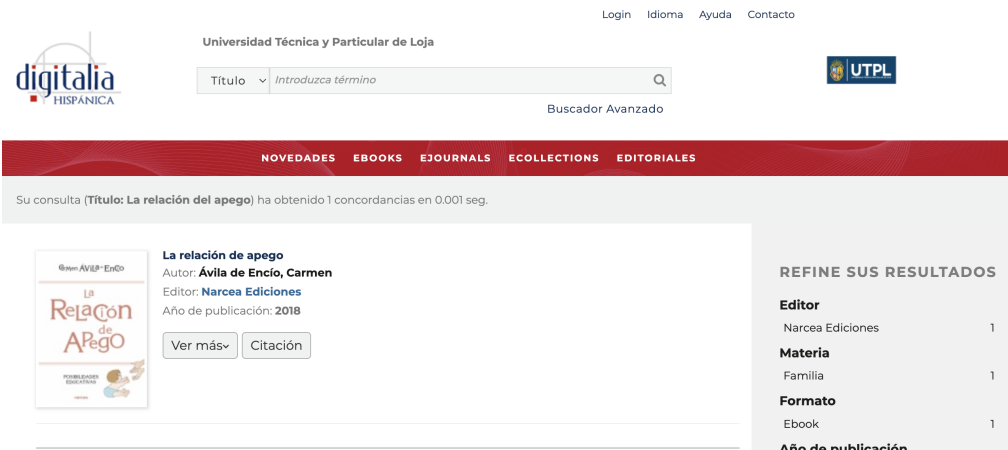 Login Idioma Ayuda Contacto
Universidad Técnica y Particular de Loja
digitalia
HISPÁNICA
Título Introduzca término
UTPL
Buscador Avanzado
NOVEDADES EBOOKS EJOURNALS ECOLLECTIONS EDITORIALES
Su consulta (Título: La relación del apego) ha obtenido 1 concordancias en 0.001 seg.
Carmen ÁVILA-ENCÍO
La
Relación
de
Apego
POSIBILIDADES
EDUCATIVAS
La relación de apego
Autor: Ávila de Encío, Carmen
Editor: Narcea Ediciones
Año de publicación: 2018
Ver más Citación
REFINE SUS RESULTADOS
Editor
Narcea Ediciones 1
Materia
Familia 1
Formato
Ebook 1
Año de publicación